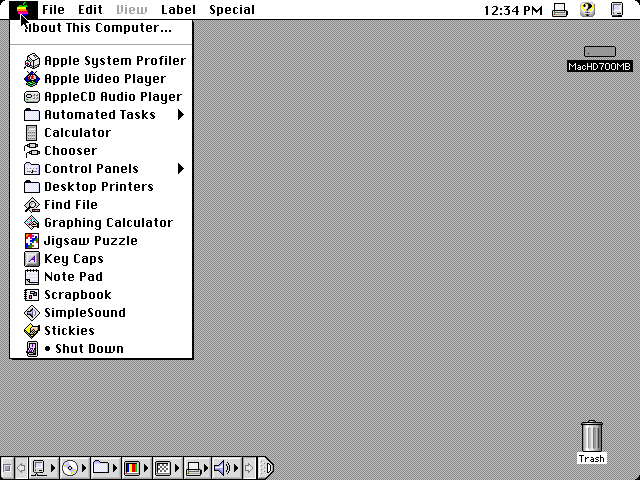 File Edit View Label Special 12:34 PM
About This Computer...
Apple System Profiler
Apple Video Player
AppleCD Audio Player
Automated Tasks
Calculator
Chooser
Control Panels
Desktop Printers
Find File
Graphing Calculator
Jigsaw Puzzle
Key Caps
Note Pad
Scrapbook
SimpleSound
Stickies
• Shut Down
MacHD700MB
Trash